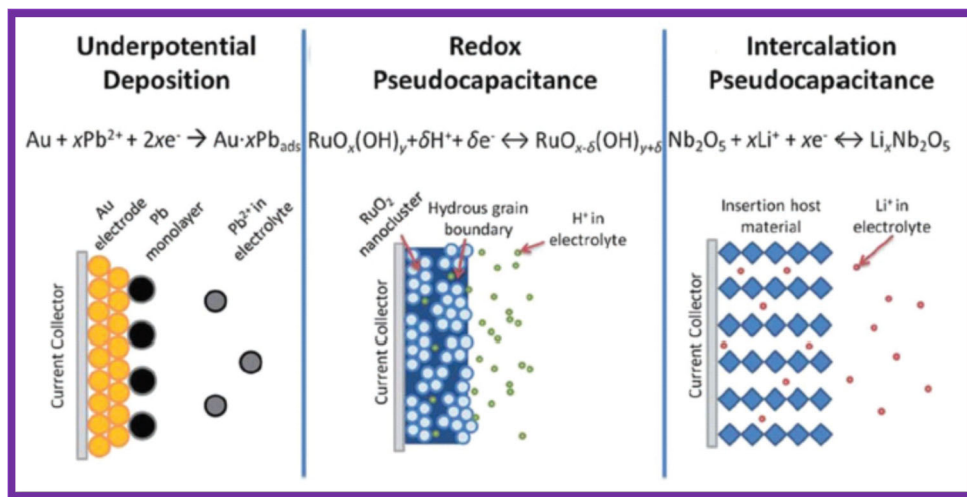 Underpotential
Deposition
Au + xPb²⁺ + 2xe⁻ → Au·xPb_ads
Au
electrode
Pb
monolayer
Pb²⁺ in
electrolyte
Current Collector
Redox
Pseudocapacitance
RuOₓ(OH)ᵧ+δH⁺+ δe⁻ ↔ RuOₓ₋δ(OH)ᵧ₊δ
RuO₂
nanocluster
Hydrous grain
boundary
H⁺ in
electrolyte
Current Collector
Intercalation
Pseudocapacitance
Nb₂O₅ + xLi⁺ + xe⁻ ↔ LiₓNb₂O₅
Insertion host
material
Li⁺ in
electrolyte
Current Collector